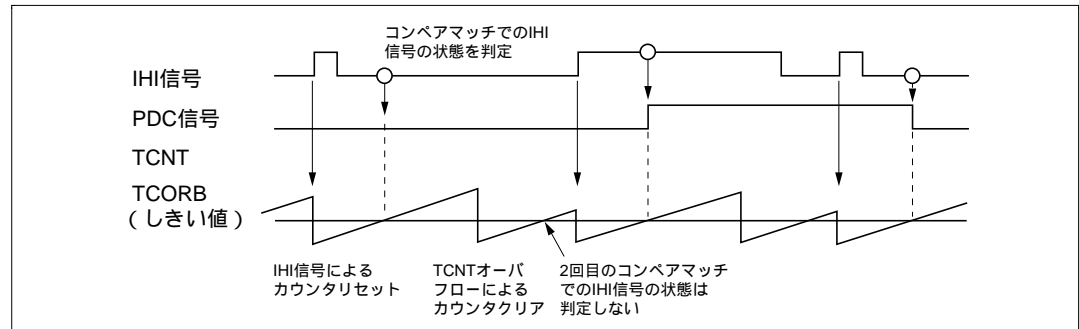 コンペアマッチでのIHI
信号の状態を判定
IHI信号
PDC信号
TCNT
TCORB
(しきい値)
IHI信号による
カウンタリセット
TCNTオーバ
フローによる
カウンタクリア
2回目のコンペアマッチ
でのIHI信号の状態は
判定しない